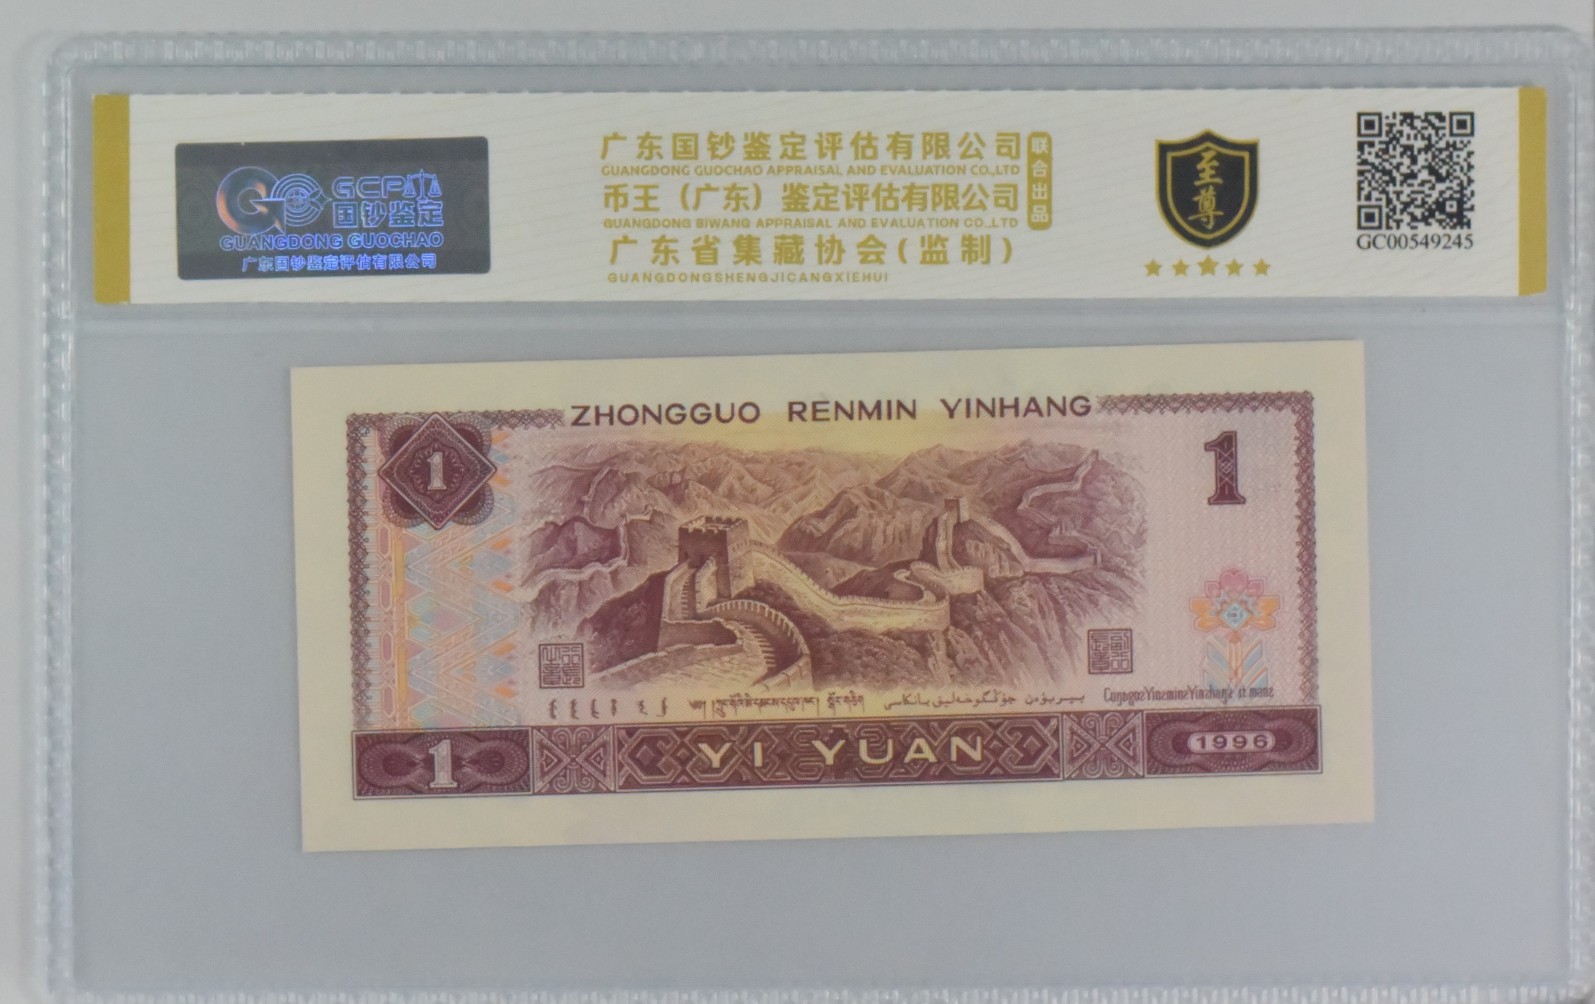 GCP
国钞鉴定
GUANGDONG GUOCHAO
广东国钞鉴定评估有限公司
广东国钞鉴定评估有限公司
GUANGDONG GUOCHAO APPRAISAL AND EVALUATION CO.,LTD
币王（广东）鉴定评估有限公司
GUANGDONG BIWANG APPRAISAL AND EVALUATION CO.,LTD
广东省集藏协会(监制)
GUANGDONGSHENGJICANGXIEHUI
联合出品
至尊
GC00549245
ZHONGGUO RENMIN YINHANG
1
1
1
YI YUAN
1996